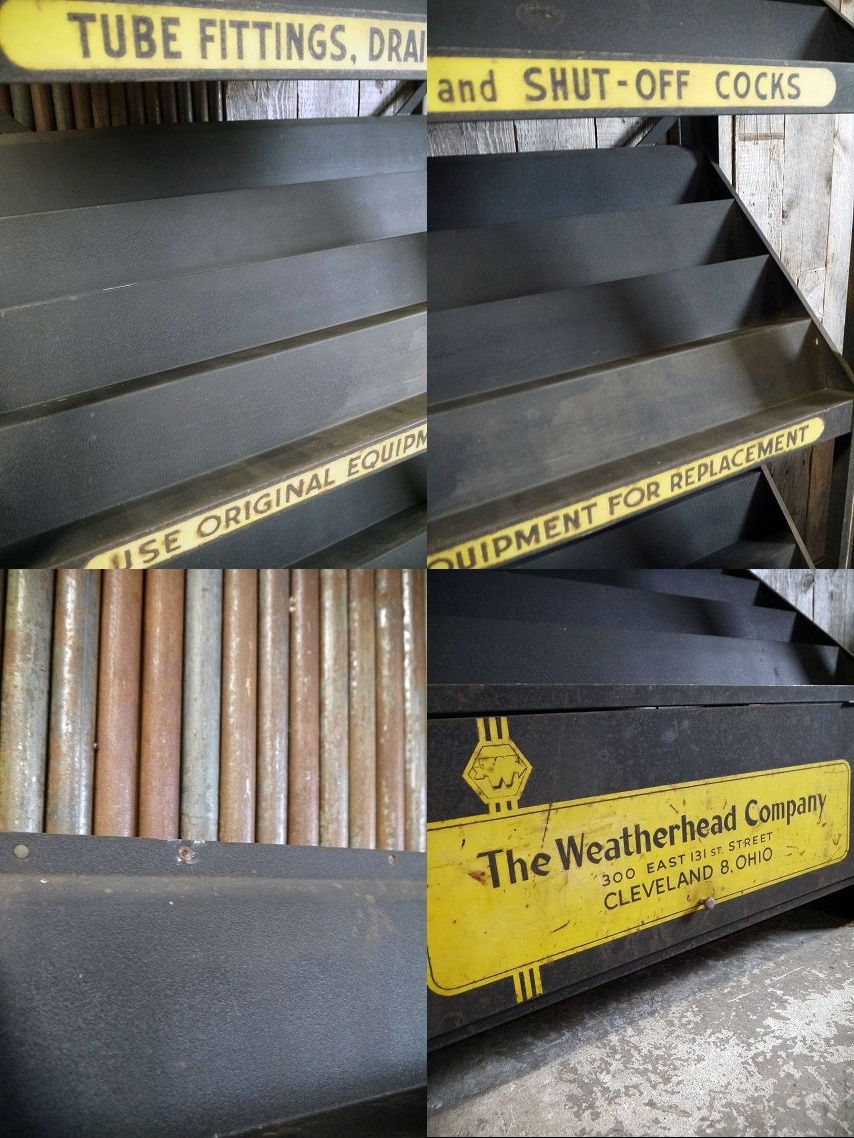 TUBE FITTINGS, DRAI
and SHUT-OFF COCKS
USE ORIGINAL EQUIPM
QUIPMENT FOR REPLACEMENT
The Weatherhead Company
300 EAST 131 ST. STREET
CLEVELAND 8, OHIO